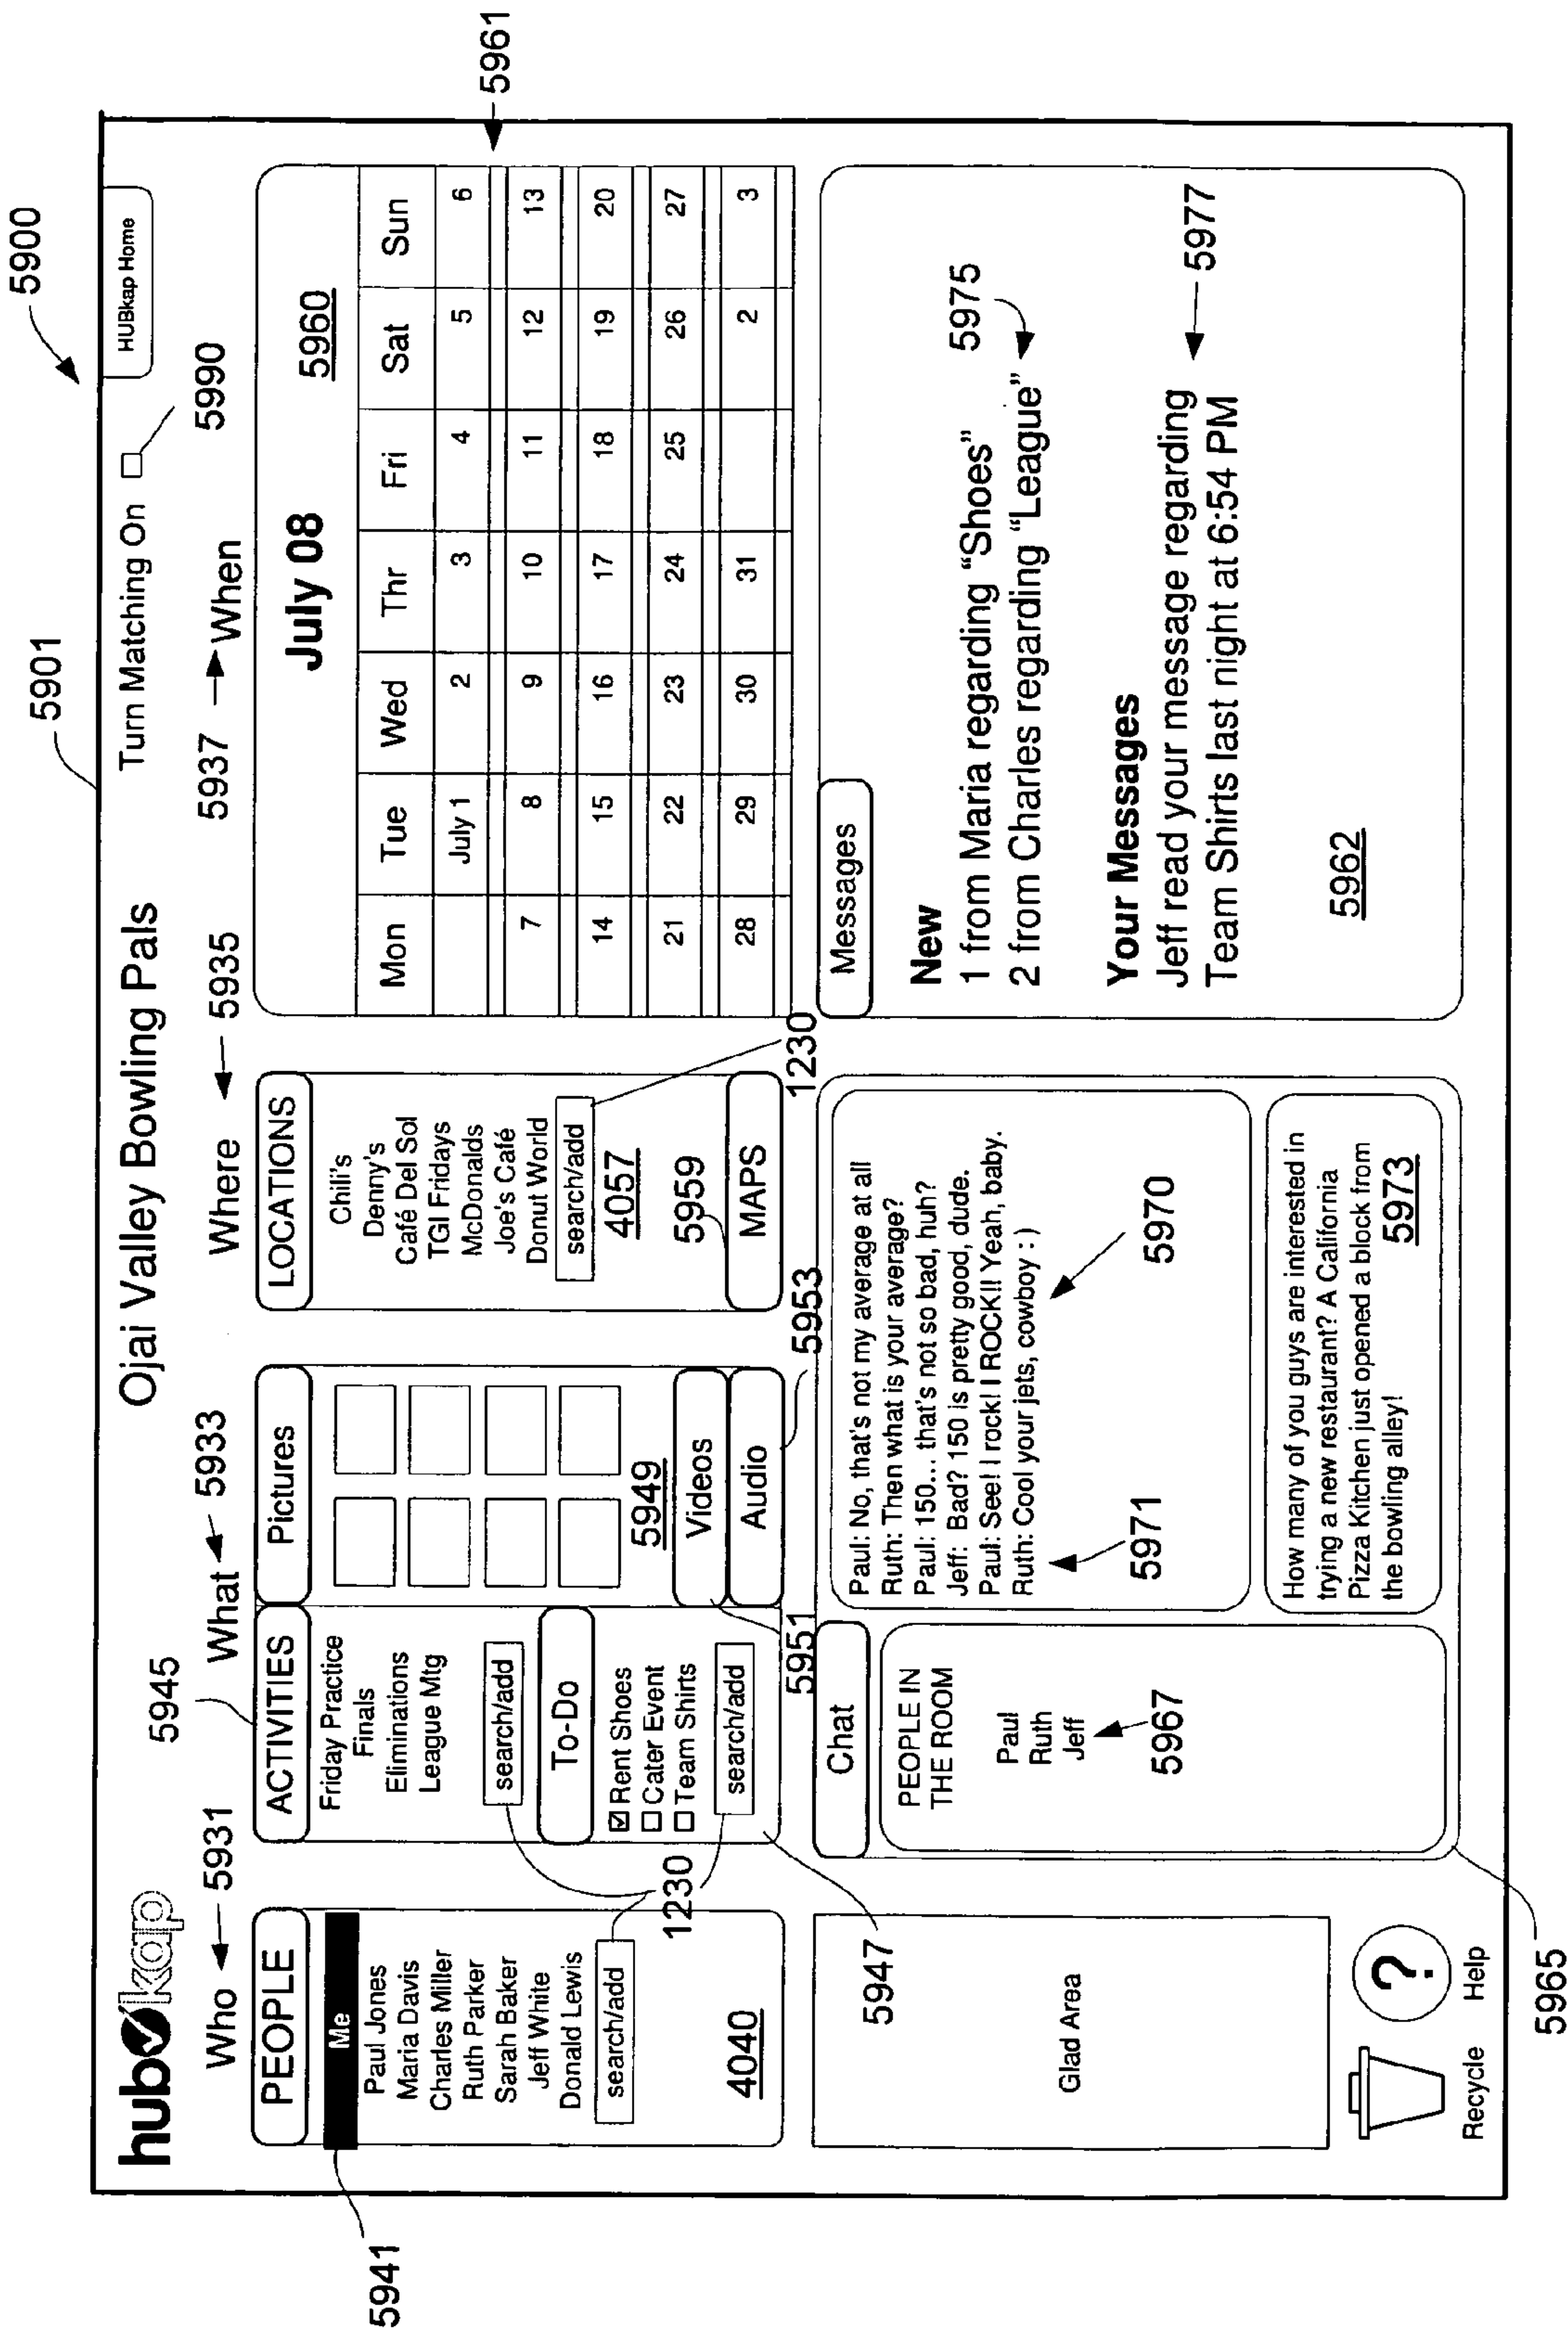 5900
5901
hubkap
Ojai Valley Bowling Pals
Turn Matching On
HUBkap Home
5990
Who
5931
5945
What
5933
Where
5935
5937
When
PEOPLE
Me
5941
Paul Jones
Maria Davis
Charles Miller
Ruth Parker
Sarah Baker
Jeff White
Donald Lewis
search/add
1230
4040
ACTIVITIES
Friday Practice
Finals
Eliminations
League Mtg
search/add
To-Do
Rent Shoes
Cater Event
Team Shirts
search/add
5947
Pictures
5949
Videos
Audio
5951
5953
LOCATIONS
Chili's
Denny's
Café Del Sol
TGI Fridays
McDonalds
Joe's Café
Donut World
search/add
1230
4057
5959
MAPS
July 08
5960
Mon Tue Wed Thr Fri Sat Sun
July 1 2 3 4 5 6
7 8 9 10 11 12 13
14 15 16 17 18 19 20
21 22 23 24 25 26 27
28 29 30 31 2 3
5961
Glad Area
Recycle
Help
?
Chat
PEOPLE IN
THE ROOM
Paul
Ruth
Jeff
5967
Paul: No, that's not my average at all
Ruth: Then what is your average?
Paul: 150... that's not so bad, huh?
Jeff: Bad? 150 is pretty good, dude.
Paul: See! I rock! I ROCK!! Yeah, baby.
Ruth: Cool your jets, cowboy : )
5971
5970
How many of you guys are interested in
trying a new restaurant? A California
Pizza Kitchen just opened a block from
the bowling alley!
5973
5965
Messages
New
1 from Maria regarding “Shoes”
2 from Charles regarding “League”
5975
Your Messages
Jeff read your message regarding
Team Shirts last night at 6:54 PM
5977
5962